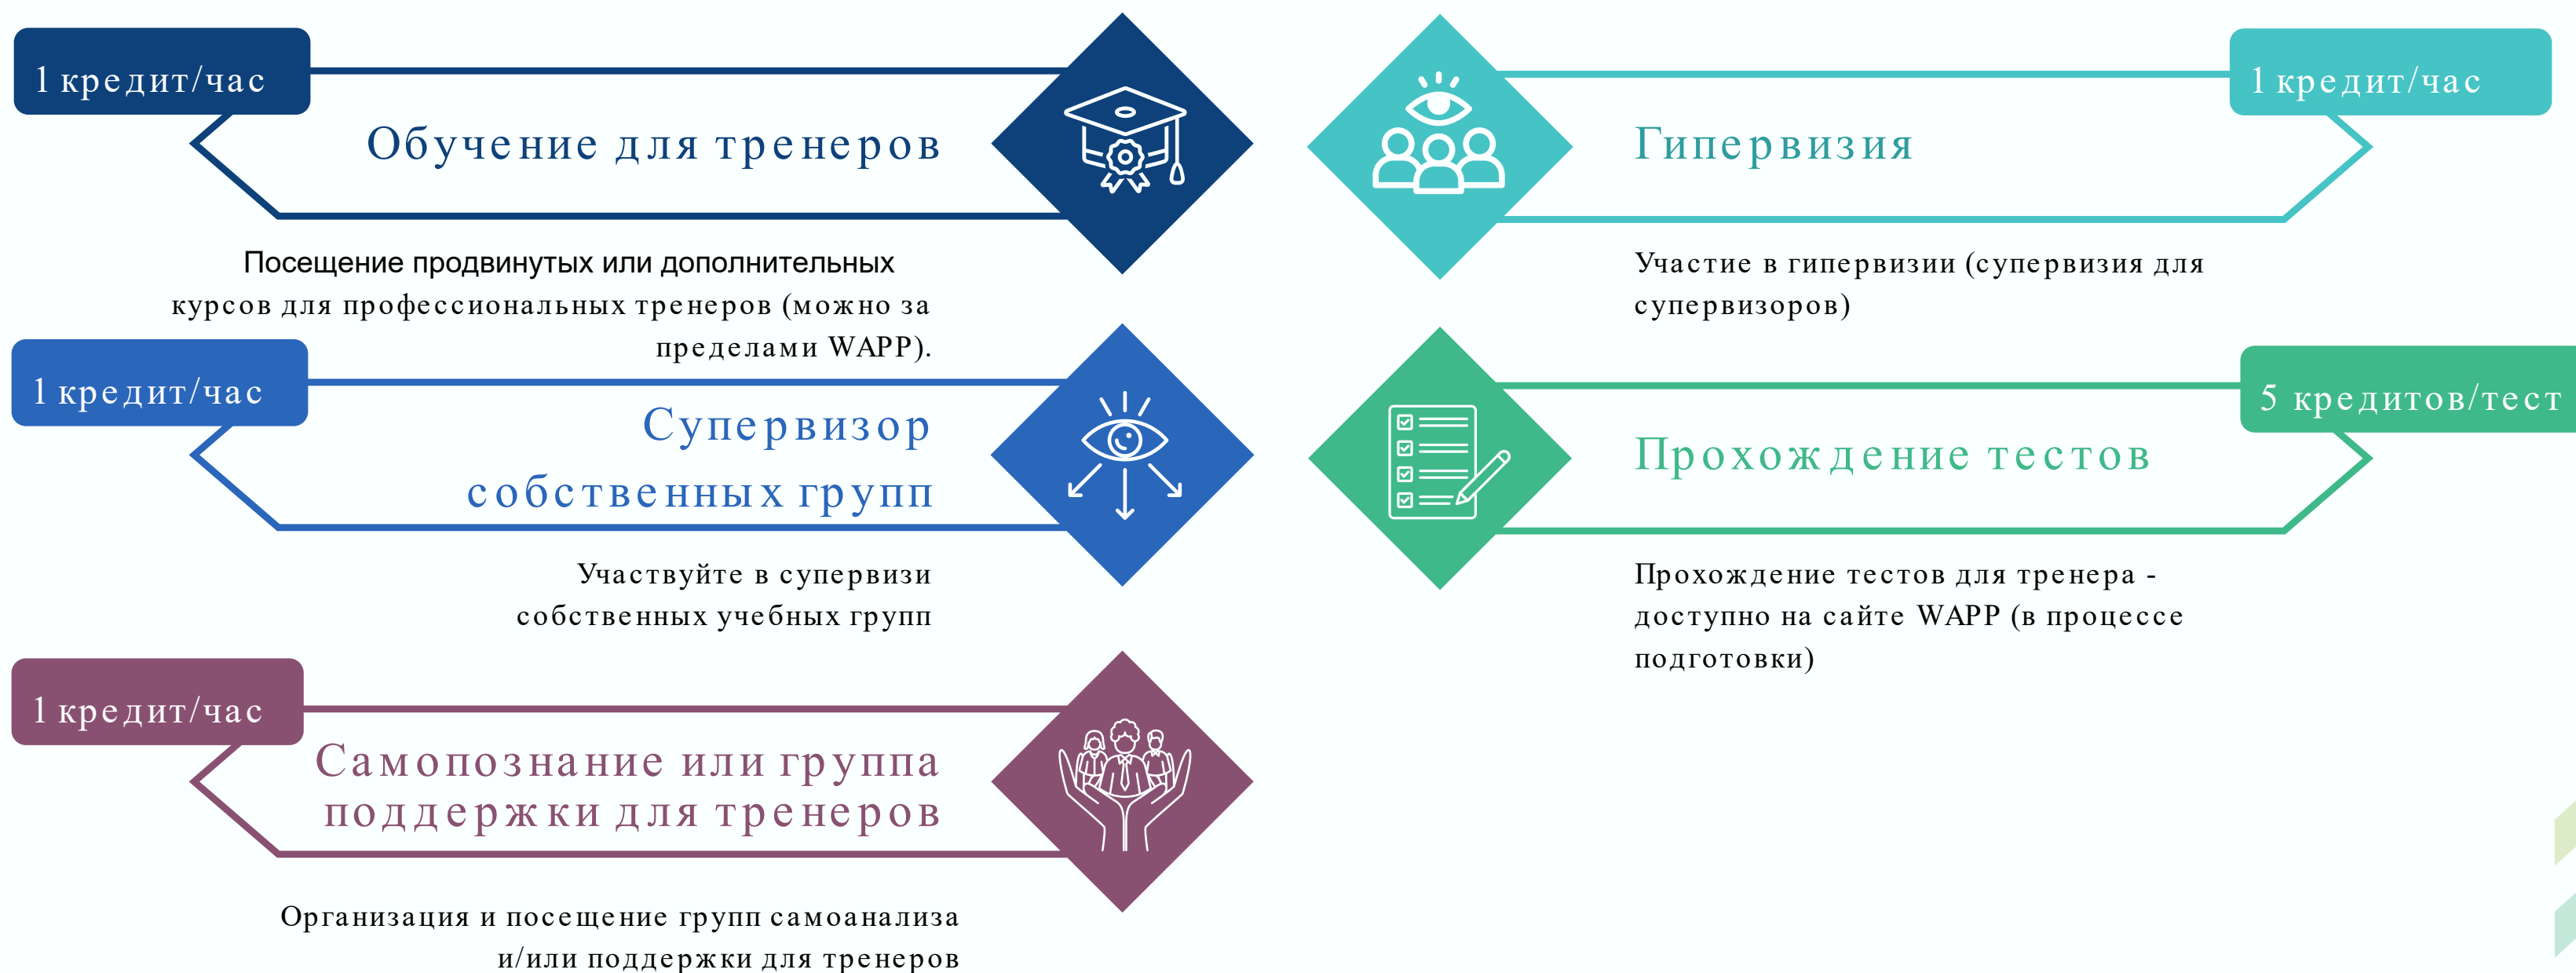 1 кредит/час
Обучение для тренеров
Посещение продвинутых или дополнительных
курсов для профессиональных тренеров (можно за
пределами WAPP).
1 кредит/час
Супервизор
собственных групп
Участвуйте в супервизи
собственных учебных групп
1 кредит/час
Самопознание или группа
поддержки для тренеров
Организация и посещение групп самоанализа
и/или поддержки для тренеров
1 кредит/час
Гипервизия
Участие в гипервизии (супервизия для
супервизоров)
5 кредитов/тест
Прохождение тестов
Прохождение тестов для тренера -
доступно на сайте WAPP (в процессе
подготовки)